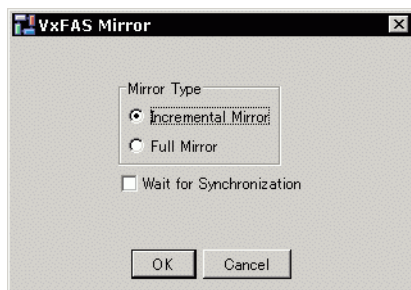 VxFAS Mirror
Mirror Type
Incremental Mirror
Full Mirror
Wait for Synchronization
OK
Cancel